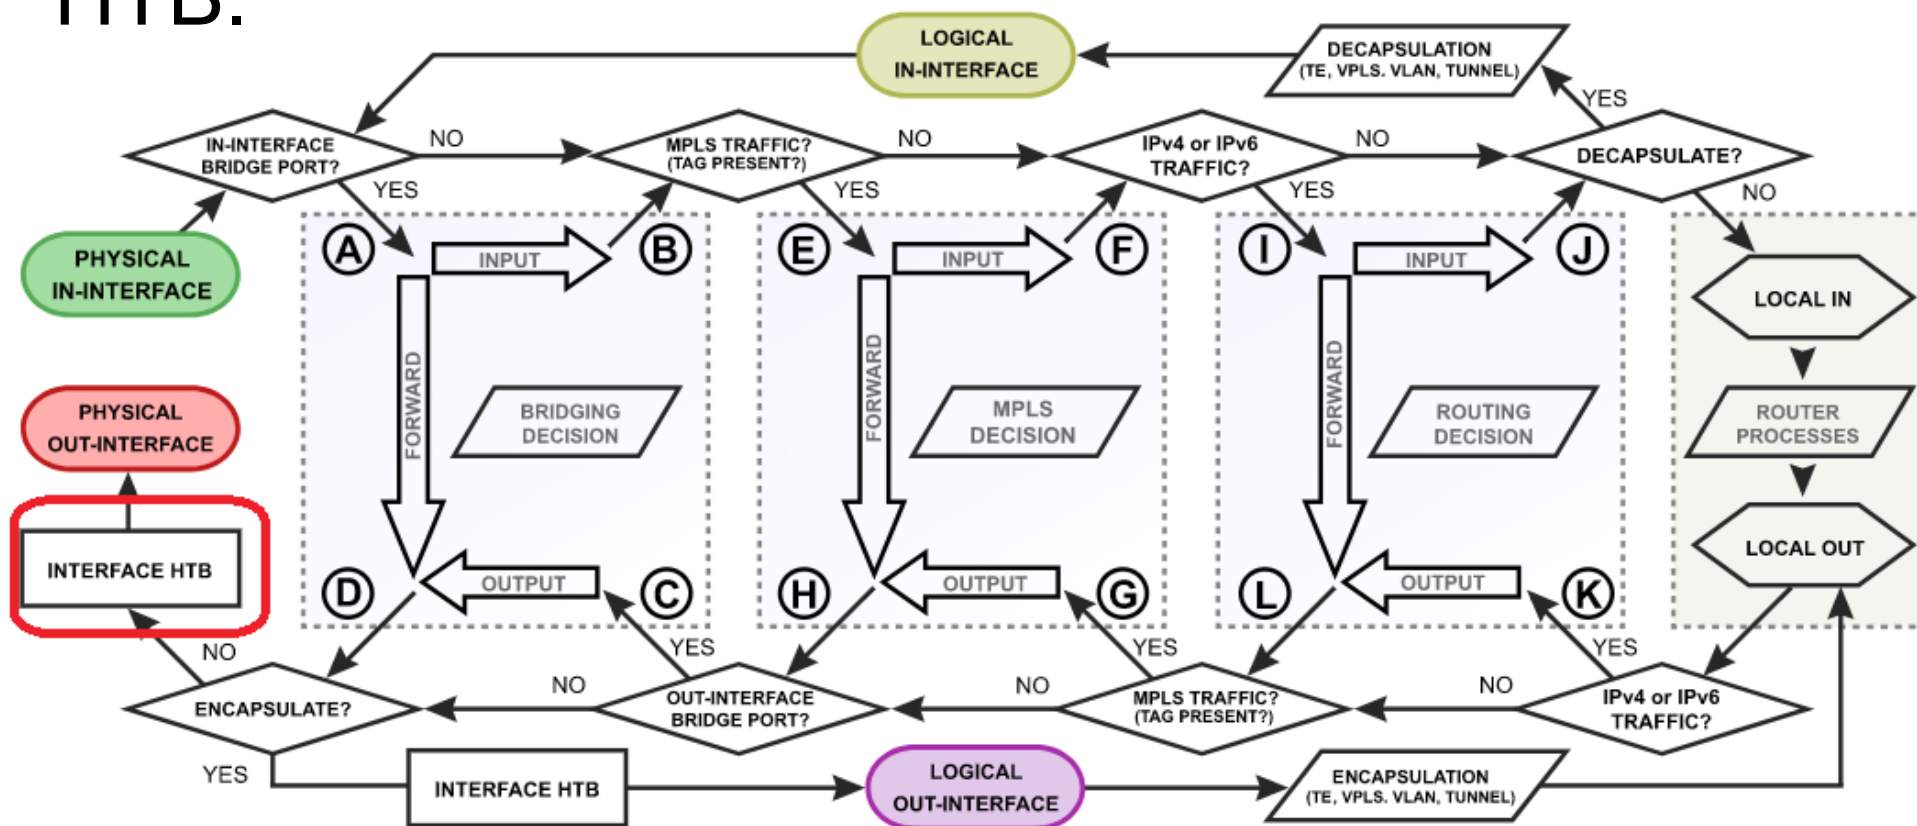 HTB.
LOGICAL
IN-INTERFACE
DECAPSULATION
(TE, VPLS. VLAN, TUNNEL)
YES
IN-INTERFACE
BRIDGE PORT?
NO
MPLS TRAFFIC?
(TAG PRESENT?)
NO
IPv4 or IPv6
TRAFFIC?
NO
DECAPSULATE?
YES
YES
YES
NO
PHYSICAL
IN-INTERFACE
A
INPUT
B
E
INPUT
F
I
INPUT
J
LOCAL IN
FORWARD
FORWARD
FORWARD
PHYSICAL
OUT-INTERFACE
BRIDGING
DECISION
MPLS
DECISION
ROUTING
DECISION
ROUTER
PROCESSES
INTERFACE HTB
LOCAL OUT
D
OUTPUT
C
H
OUTPUT
G
L
OUTPUT
K
NO
YES
YES
YES
ENCAPSULATE?
NO
OUT-INTERFACE
BRIDGE PORT?
NO
MPLS TRAFFIC?
(TAG PRESENT?)
NO
IPv4 or IPv6
TRAFFIC?
YES
INTERFACE HTB
LOGICAL
OUT-INTERFACE
ENCAPSULATION
(TE, VPLS. VLAN, TUNNEL)